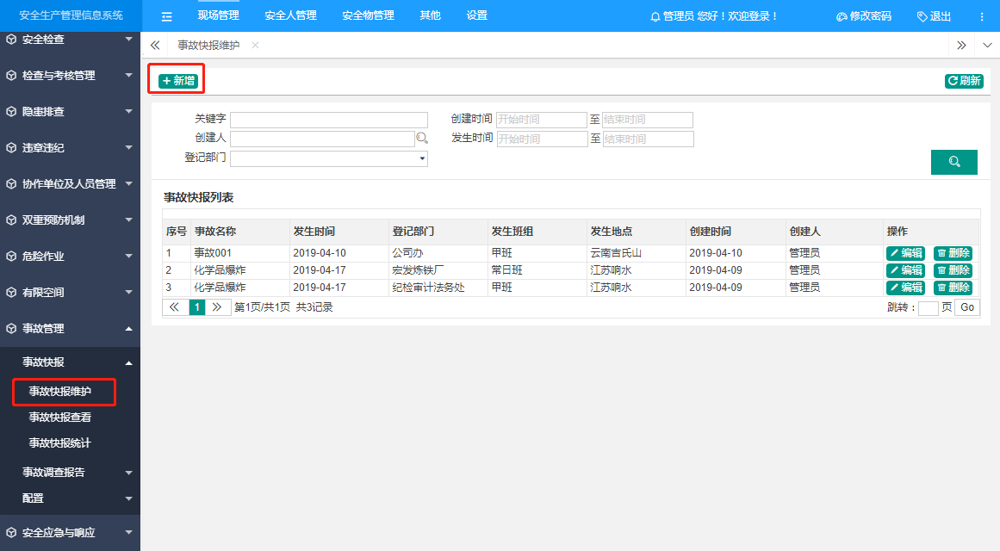 安全生产管理信息系统 现场管理 安全人管理 安全物管理 其他 设置 管理员 您好！欢迎登录！ 修改密码 退出
事故快报维护
新增 刷新
关键字 创建时间 开始时间 至 结束时间
创建人 发生时间 开始时间 至 结束时间
登记部门
事故快报列表
序号 事故名称 发生时间 登记部门 发生班组 发生地点 创建时间 创建人 操作
1 事故001 2019-04-10 公司办 甲班 云南吉氏山 2019-04-10 管理员 编辑 删除
2 化学品爆炸 2019-04-17 宏发炼铁厂 常日班 江苏响水 2019-04-09 管理员 编辑 删除
3 化学品爆炸 2019-04-17 纪检审计法务处 甲班 江苏响水 2019-04-09 管理员 编辑 删除
1 第1页/共1页 共3记录 跳转： 页 Go
安全检查
检查与考核管理
隐患排查
违章违纪
协作单位及人员管理
双重预防机制
危险作业
有限空间
事故管理
事故快报
事故快报维护
事故快报查看
事故快报统计
事故调查报告
配置
安全应急与响应